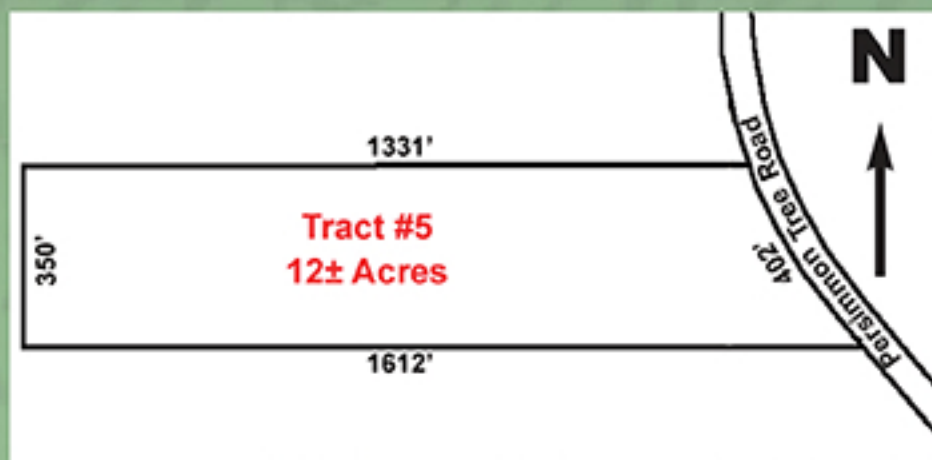 N
1331'
Persimmon Tree Road
Tract #5
12± Acres
350'
402'
1612'